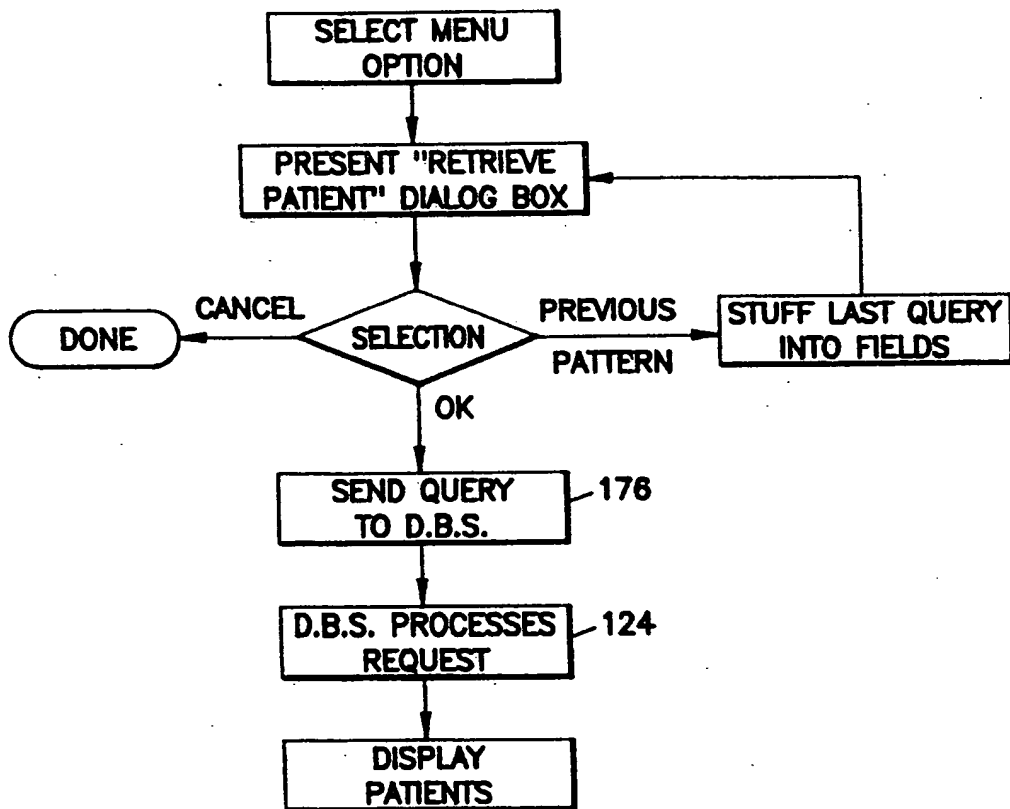 SELECT MENU
OPTION
PRESENT "RETRIEVE
PATIENT" DIALOG BOX
CANCEL
DONE
SELECTION
PREVIOUS
PATTERN
STUFF LAST QUERY
INTO FIELDS
OK
SEND QUERY
TO D.B.S.
176
D.B.S. PROCESSES
REQUEST
124
DISPLAY
PATIENTS